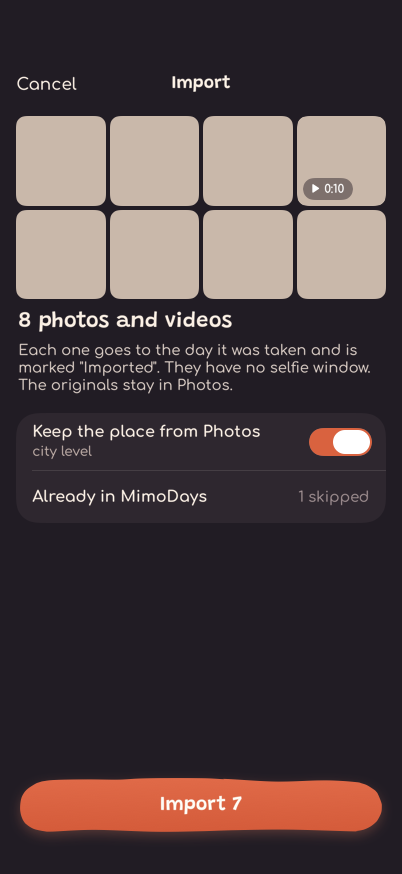 Cancel
Import
0:10
8 photos and videos
Each one goes to the day it was taken and is
marked "Imported". They have no selfie window.
The originals stay in Photos.
Keep the place from Photos
city level
Already in MimoDays
1 skipped
Import 7